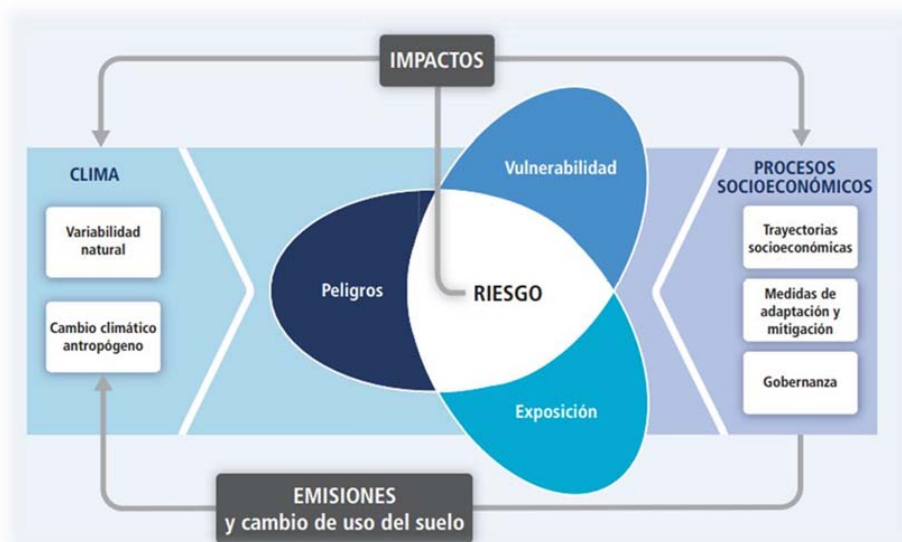 IMPACTOS
CLIMA
Variabilidad
natural
Cambio climático
antropógeno
Peligros
Vulnerabilidad
RIESGO
Exposición
PROCESOS
SOCIOECONÓMICOS
Trayectorias
socioeconómicas
Medidas de
adaptación y
mitigación
Gobernanza
EMISIONES
y cambio de uso del suelo